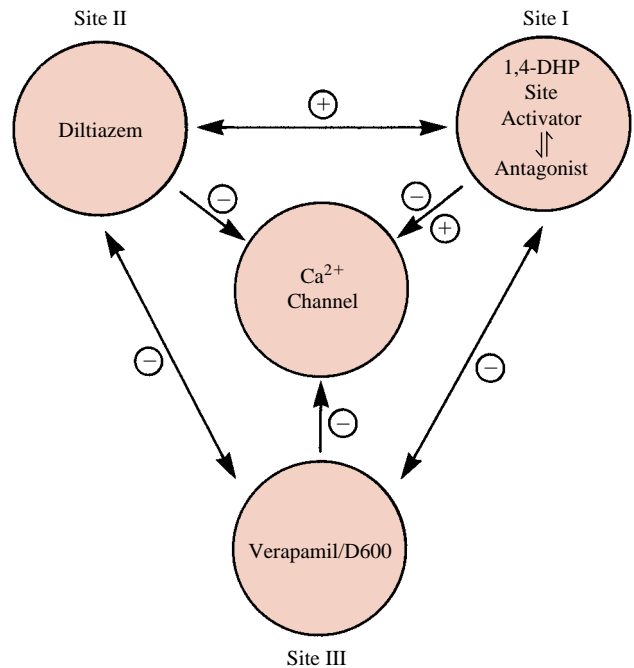 Site II
Site I
Diltiazem
+
1,4-DHP
Site
Activator
⇌
Antagonist
−
−
+
Ca²⁺
Channel
−
−
−
Verapamil/D600
Site III